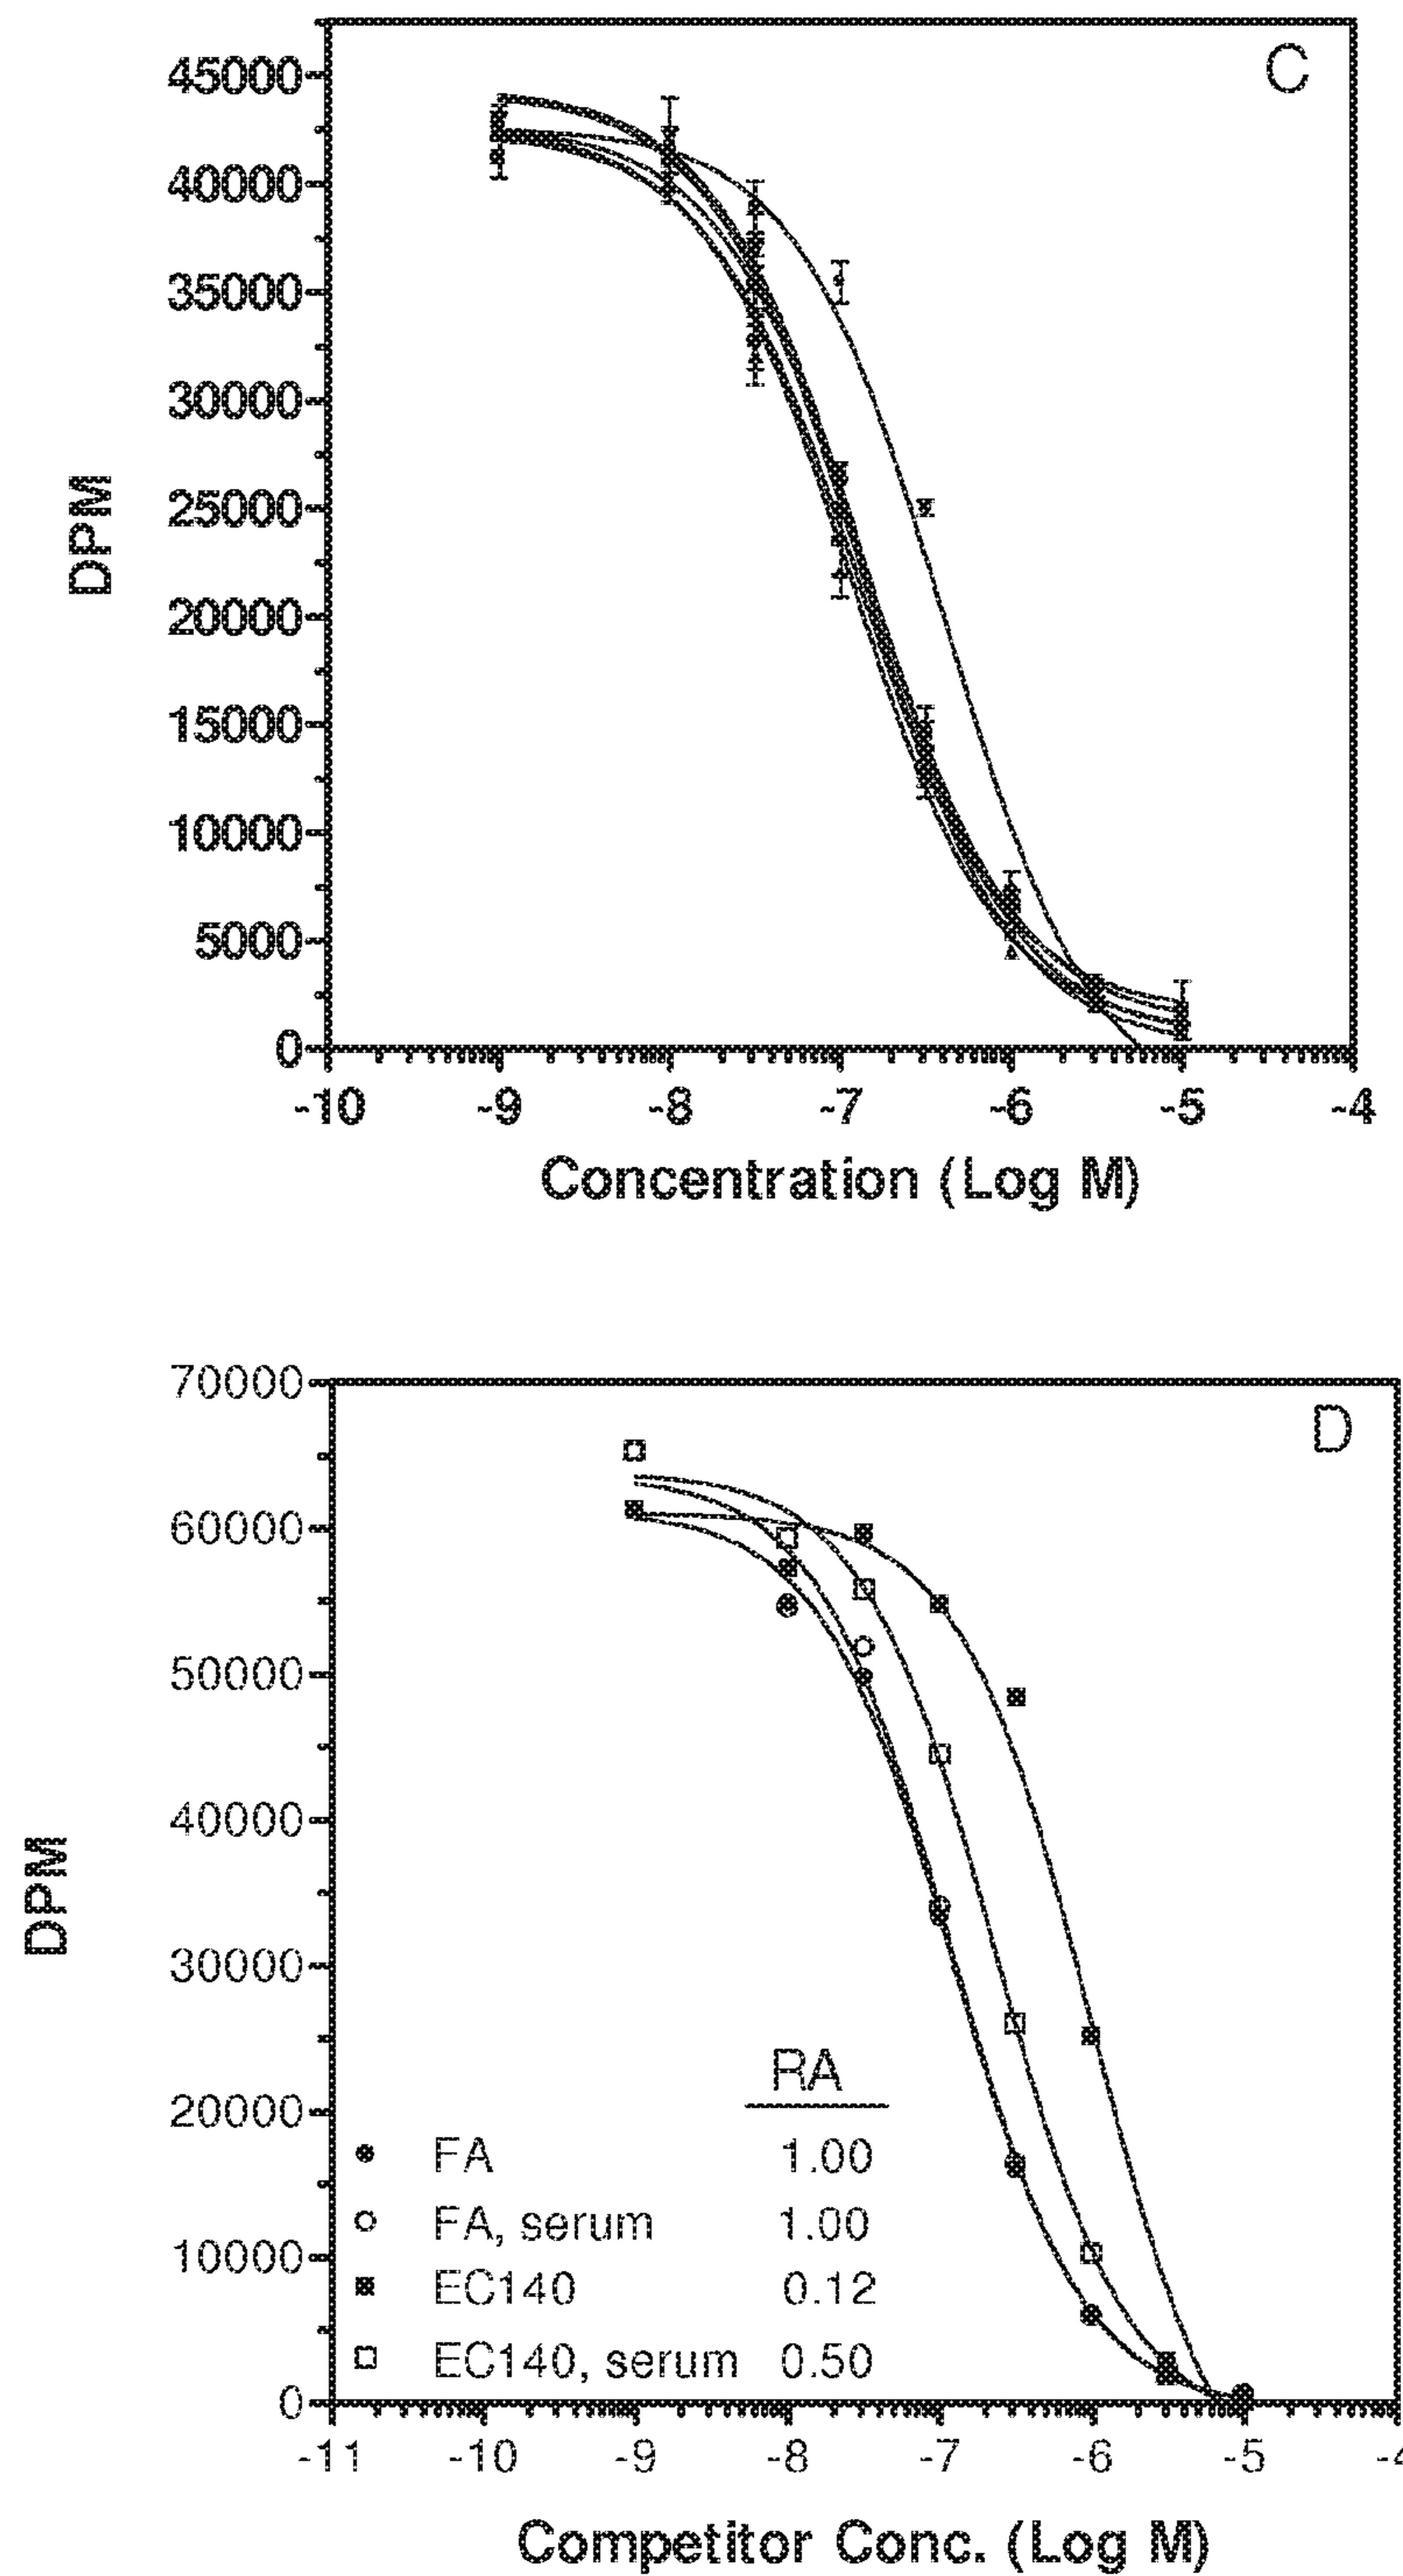 C
45000
40000
35000
30000
25000
20000
15000
10000
5000
0
DPM
-10 -9 -8 -7 -6 -5 -4
Concentration (Log M)
D
70000
60000
50000
40000
30000
20000
10000
0
DPM
RA
FA 1.00
FA, serum 1.00
EC140 0.12
EC140, serum 0.50
-11 -10 -9 -8 -7 -6 -5 -4
Competitor Conc. (Log M)